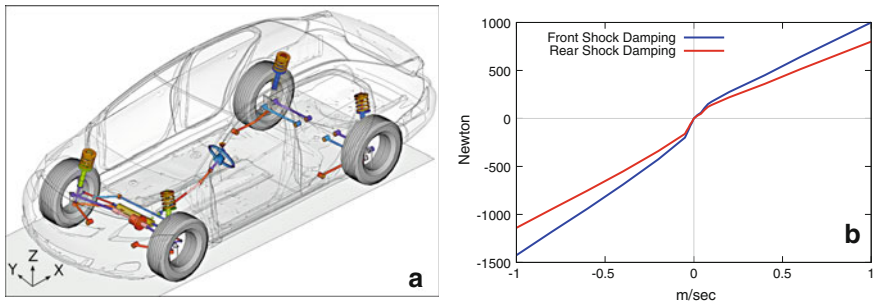 Z
Y
X
a
Front Shock Damping
Rear Shock Damping
1000
500
0
-500
-1000
-1500
Newton
-1
-0.5
0
0.5
1
m/sec
b